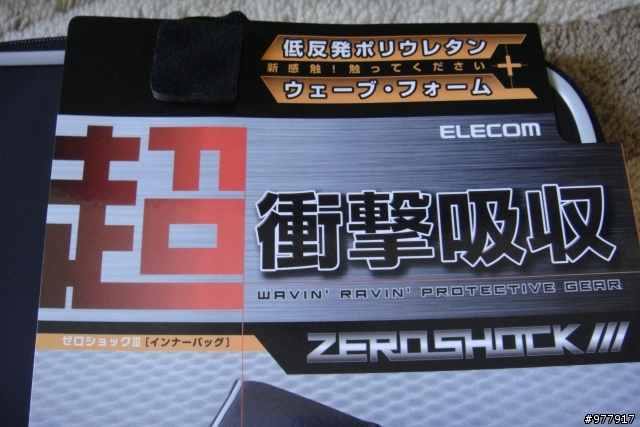 低反発ポリウレタン
新感触!触ってください
+
ウェーブ・フォーム
ELECOM
超衝撃吸収
WAVIN' RAVIN' PROTECTIVE GEAR
ゼロショックⅢ[インナーバッグ]
ZEROSHOCK III
#977917